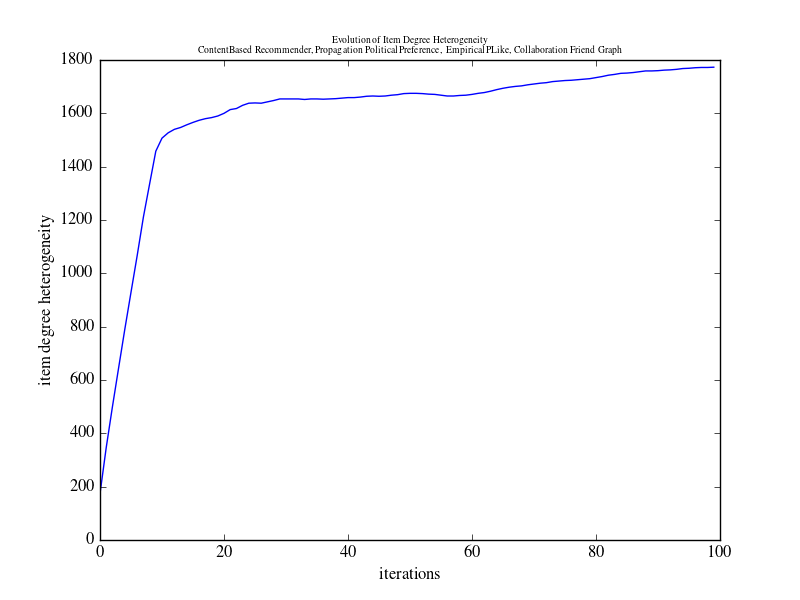 Evolution of Item Degree Heterogeneity
ContentBased Recommender, Propagation PoliticalPreference, EmpiricalPLike, Collaboration Friend Graph
1800
1600
1400
1200
1000
800
600
400
200
0
item degree heterogeneity
0 20 40 60 80 100
iterations